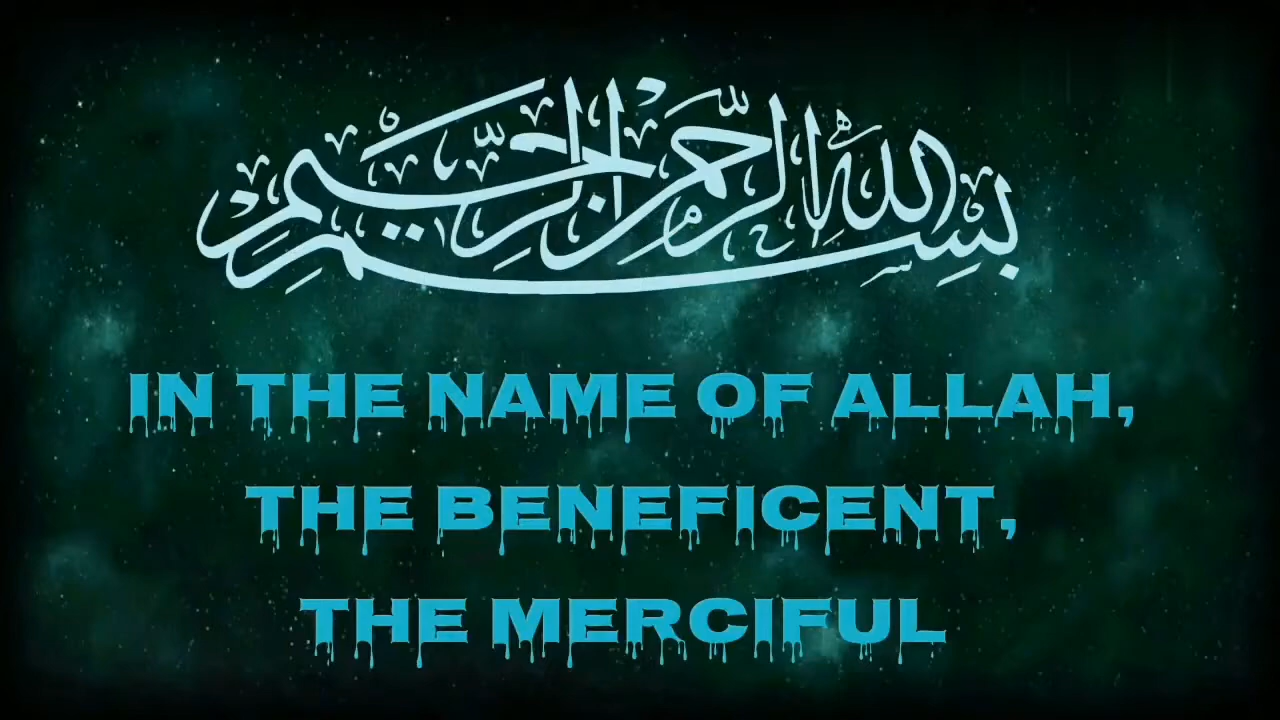 بسم الله الرحمن الرحيم
IN THE NAME OF ALLAH,
THE BENEFICENT,
THE MERCIFUL